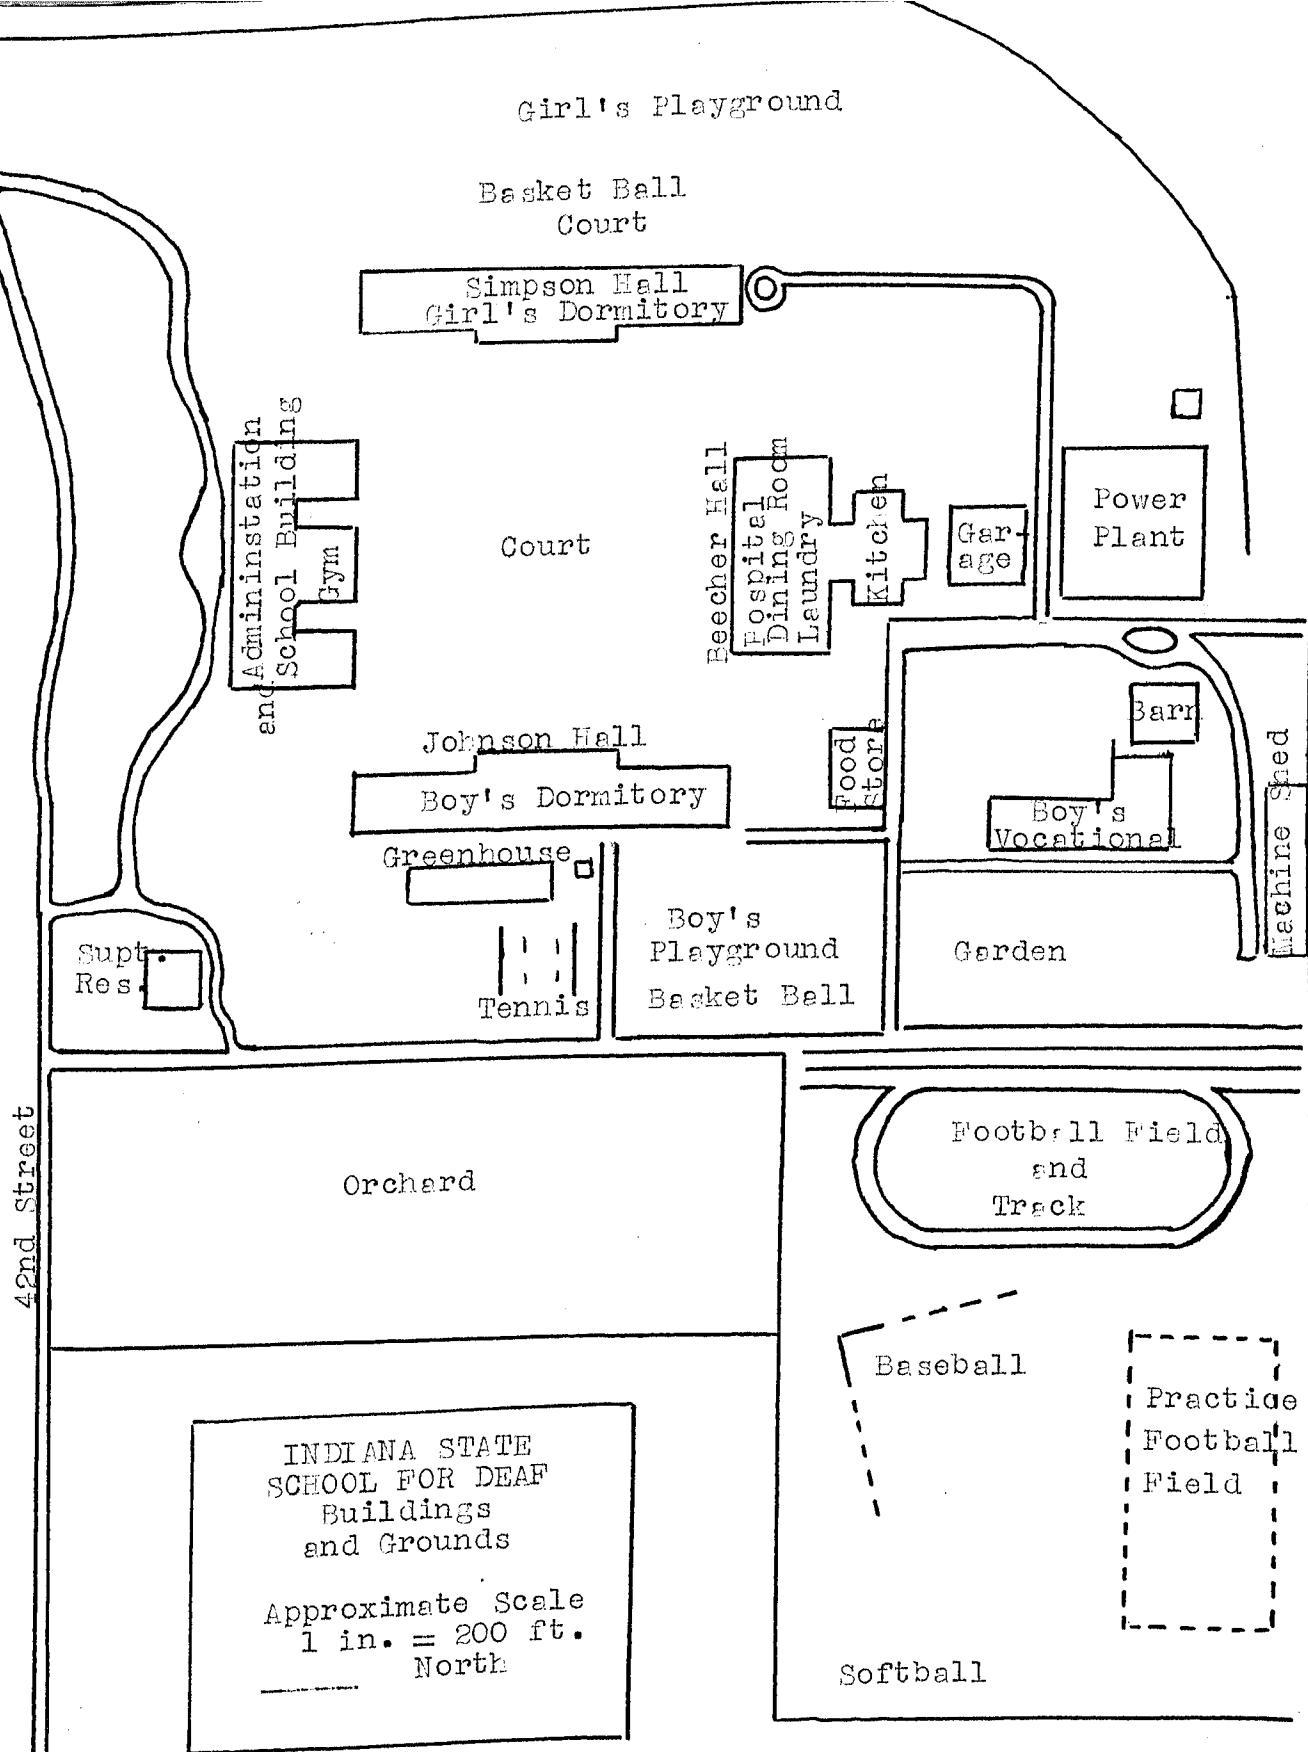 Girl's Playground
Basket Ball
Court
Simpson Hall
Girl's Dormitory
Admininstation
and School Building
Gym
Court
Beecher Hall
Hospital
Dining Room
Laundry
Kitchen
Gar-
age
Power
Plant
Barn
Johnson Hall
Boy's Dormitory
Food
Store
Boy's
Vocational
Machine Shed
Greenhouse
Supt.
Res.
Tennis
Boy's
Playground
Basket Ball
Garden
42nd Street
Orchard
Football Field
and
Track
Baseball
Practice
Football
Field
Softball
INDIANA STATE
SCHOOL FOR DEAF
Buildings
and Grounds
Approximate Scale
1 in. = 200 ft.
North